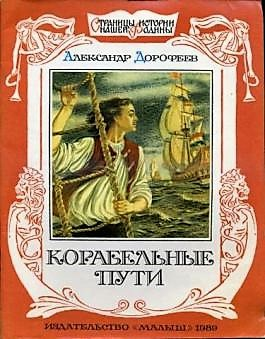 СТРАНИЦЫ ИСТОРИИ
НАШЕЙ РОДИНЫ
АЛЕКСАНДР ДОРОФЕЕВ
КОРАБЕЛЬНЫЕ
ПУТИ
ИЗДАТЕЛЬСТВО «МАЛЫШ» 1989